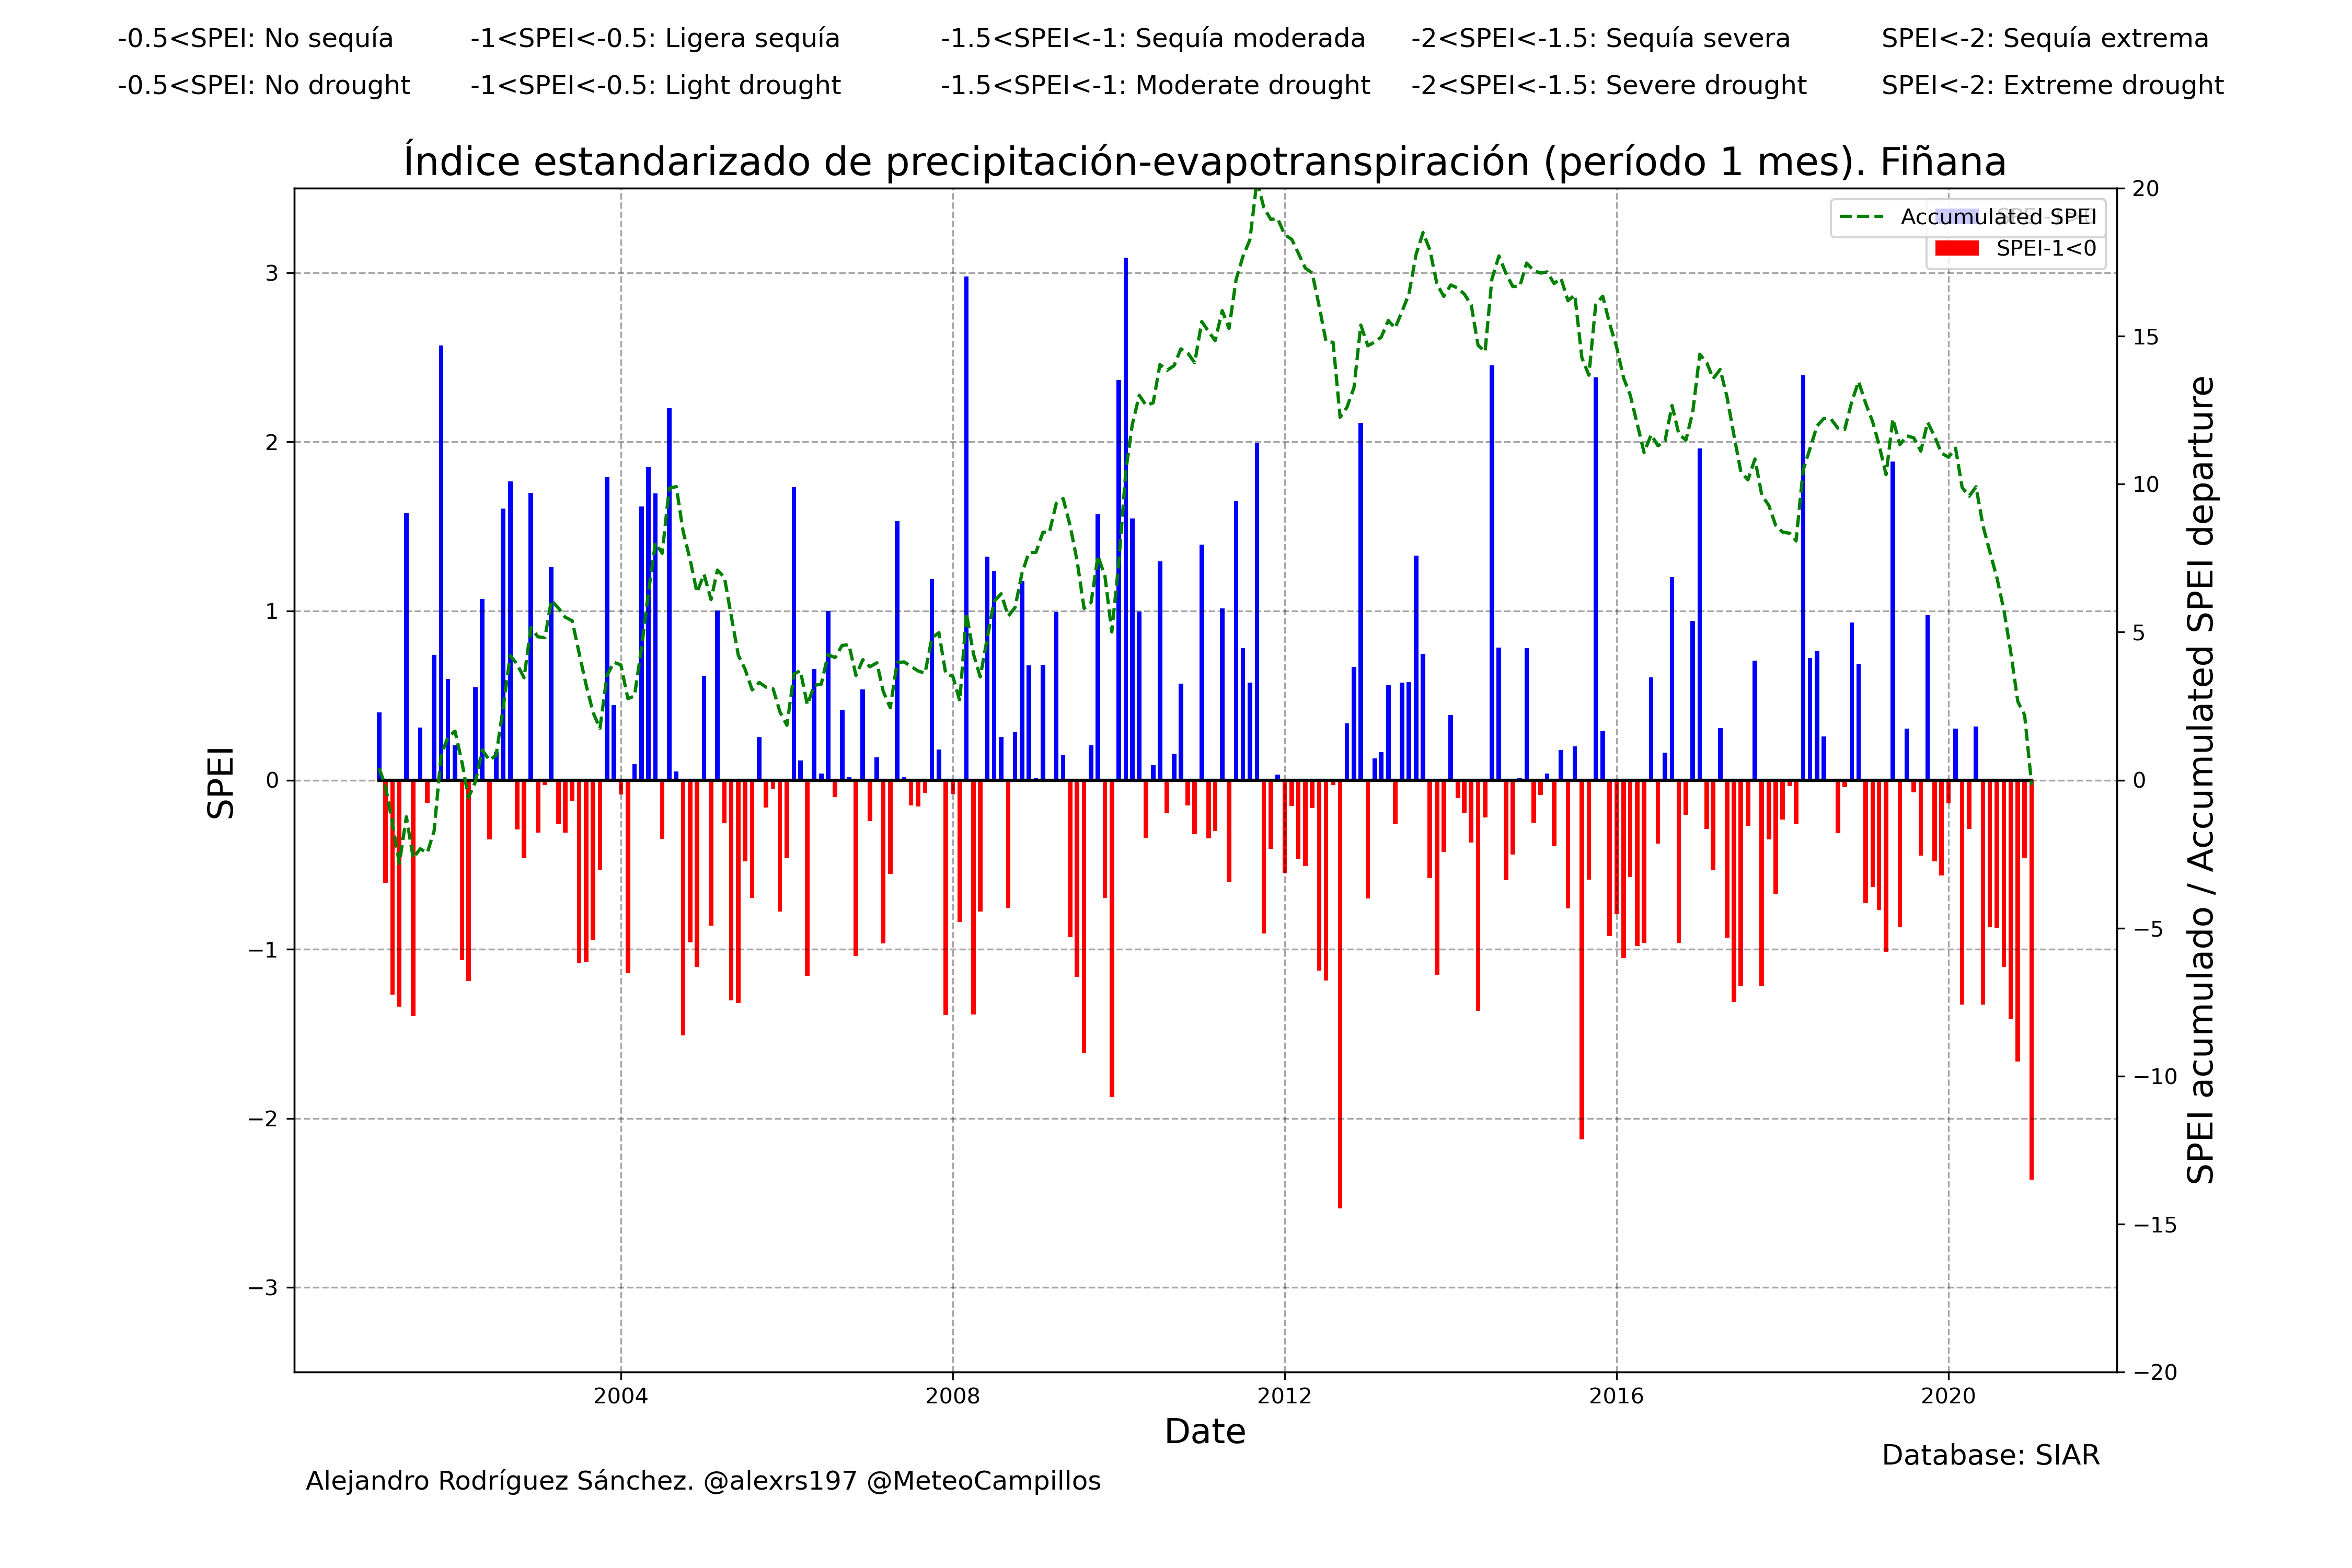 -0.5<SPEI: No sequía -1<SPEI<-0.5: Ligera sequía -1.5<SPEI<-1: Sequía moderada -2<SPEI<-1.5: Sequía severa SPEI<-2: Sequía extrema
-0.5<SPEI: No drought -1<SPEI<-0.5: Light drought -1.5<SPEI<-1: Moderate drought -2<SPEI<-1.5: Severe drought SPEI<-2: Extreme drought
Índice estandarizado de precipitación-evapotranspiración (período 1 mes). Fiñana
Accumulated SPEI
SPEI-1<0
SPEI
3
2
1
0
−1
−2
−3
20
15
10
5
0
−5
−10
−15
−20
SPEI acumulado / Accumulated SPEI departure
2004 2008 2012 2016 2020
Date
Database: SIAR
Alejandro Rodríguez Sánchez. @alexrs197 @MeteoCampillos